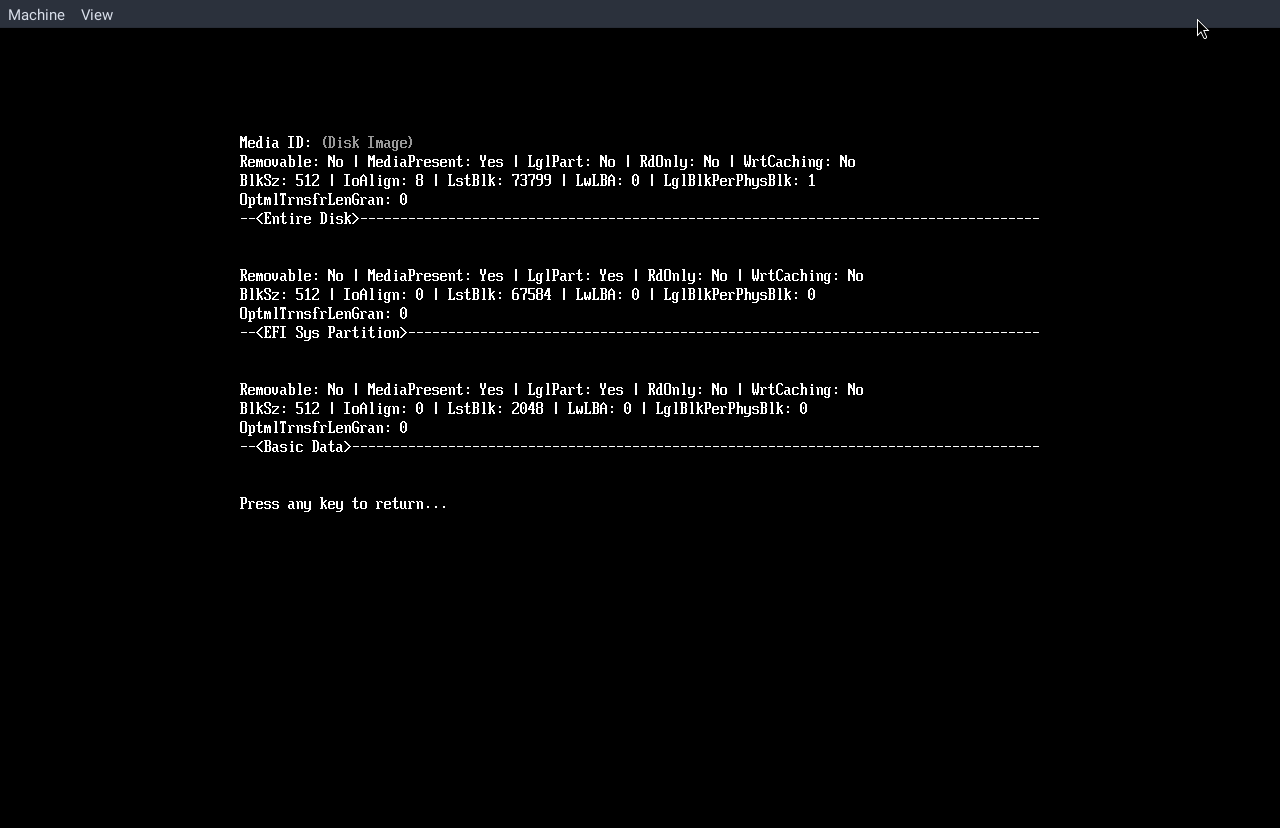 Machine View
Media ID: (Disk Image)
Removable: No | MediaPresent: Yes | LglPart: No | RdOnly: No | WrtCaching: No
BlkSz: 512 | IoAlign: 8 | LstBlk: 73799 | LwLBA: 0 | LglBlkPerPhysBlk: 1
OptmlTrnsfrLenGran: 0
--<Entire Disk>-------------------------------------------------------------------------------------
Removable: No | MediaPresent: Yes | LglPart: Yes | RdOnly: No | WrtCaching: No
BlkSz: 512 | IoAlign: 0 | LstBlk: 67584 | LwLBA: 0 | LglBlkPerPhysBlk: 0
OptmlTrnsfrLenGran: 0
--<EFI Sys Partition>-------------------------------------------------------------------------------
Removable: No | MediaPresent: Yes | LglPart: Yes | RdOnly: No | WrtCaching: No
BlkSz: 512 | IoAlign: 0 | LstBlk: 2048 | LwLBA: 0 | LglBlkPerPhysBlk: 0
OptmlTrnsfrLenGran: 0
--<Basic Data>--------------------------------------------------------------------------------------
Press any key to return...